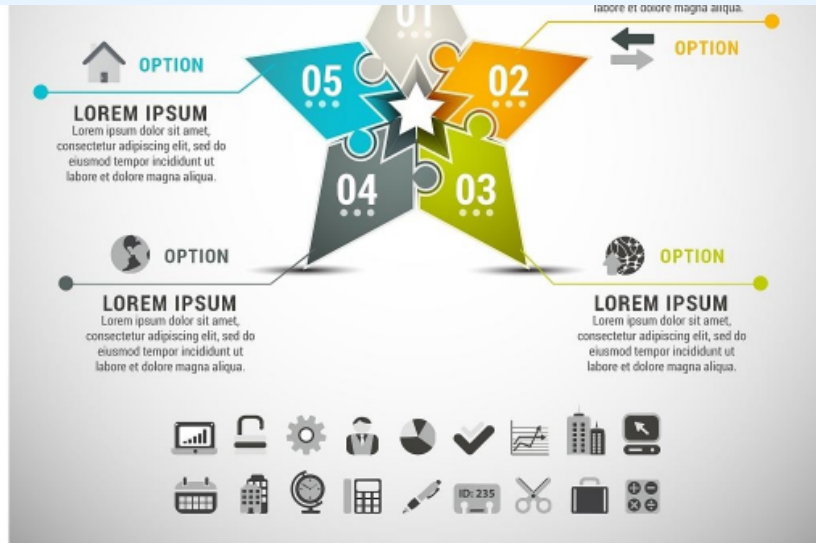 labore et dolore magna aliqua.
01
OPTION
OPTION
05
02
LOREM IPSUM
Lorem ipsum dolor sit amet,
consectetur adipiscing elit, sed do
eiusmod tempor incididunt ut
labore et dolore magna aliqua.
04
03
OPTION
OPTION
LOREM IPSUM
Lorem ipsum dolor sit amet,
consectetur adipiscing elit, sed do
eiusmod tempor incididunt ut
labore et dolore magna aliqua.
LOREM IPSUM
Lorem ipsum dolor sit amet,
consectetur adipiscing elit, sed do
eiusmod tempor incididunt ut
labore et dolore magna aliqua.
ID: 235